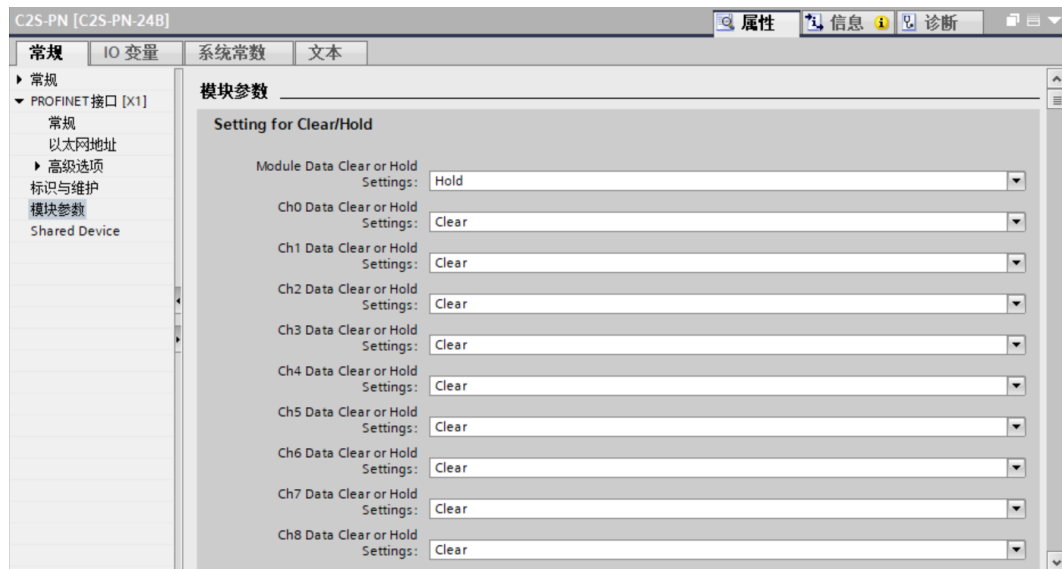 C2S-PN [C2S-PN-24B]
属性
信息
诊断
常规
IO 变量
系统常数
文本
常规
PROFINET接口 [X1]
常规
以太网地址
高级选项
标识与维护
模块参数
Shared Device
模块参数
Setting for Clear/Hold
Module Data Clear or Hold
Settings: Hold
Ch0 Data Clear or Hold
Settings: Clear
Ch1 Data Clear or Hold
Settings: Clear
Ch2 Data Clear or Hold
Settings: Clear
Ch3 Data Clear or Hold
Settings: Clear
Ch4 Data Clear or Hold
Settings: Clear
Ch5 Data Clear or Hold
Settings: Clear
Ch6 Data Clear or Hold
Settings: Clear
Ch7 Data Clear or Hold
Settings: Clear
Ch8 Data Clear or Hold
Settings: Clear